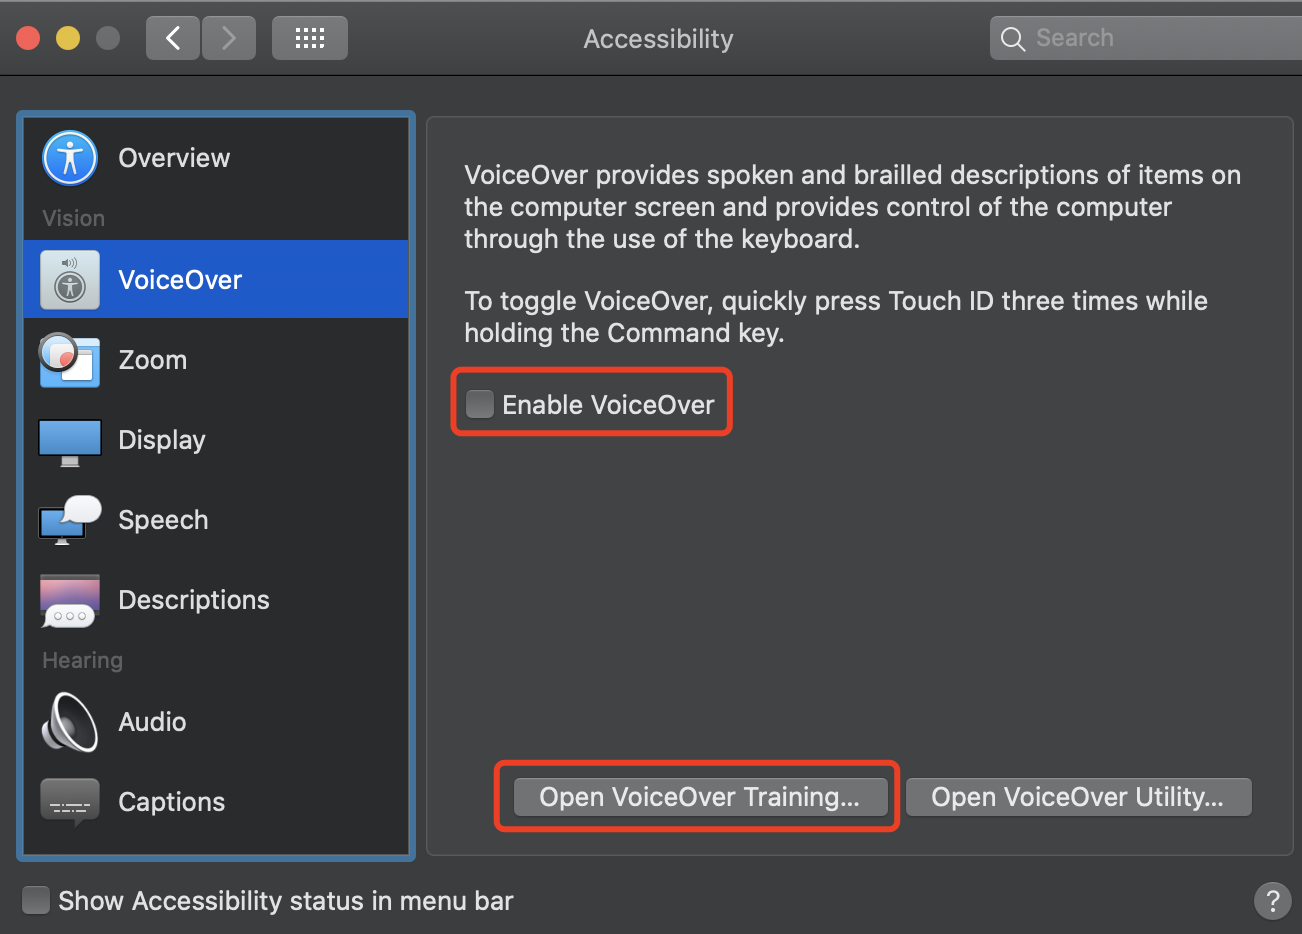 Accessibility
Search
Overview
Vision
VoiceOver
Zoom
Display
Speech
Descriptions
Hearing
Audio
Captions
VoiceOver provides spoken and brailled descriptions of items on
the computer screen and provides control of the computer
through the use of the keyboard.
To toggle VoiceOver, quickly press Touch ID three times while
holding the Command key.
Enable VoiceOver
Open VoiceOver Training...
Open VoiceOver Utility...
Show Accessibility status in menu bar
?